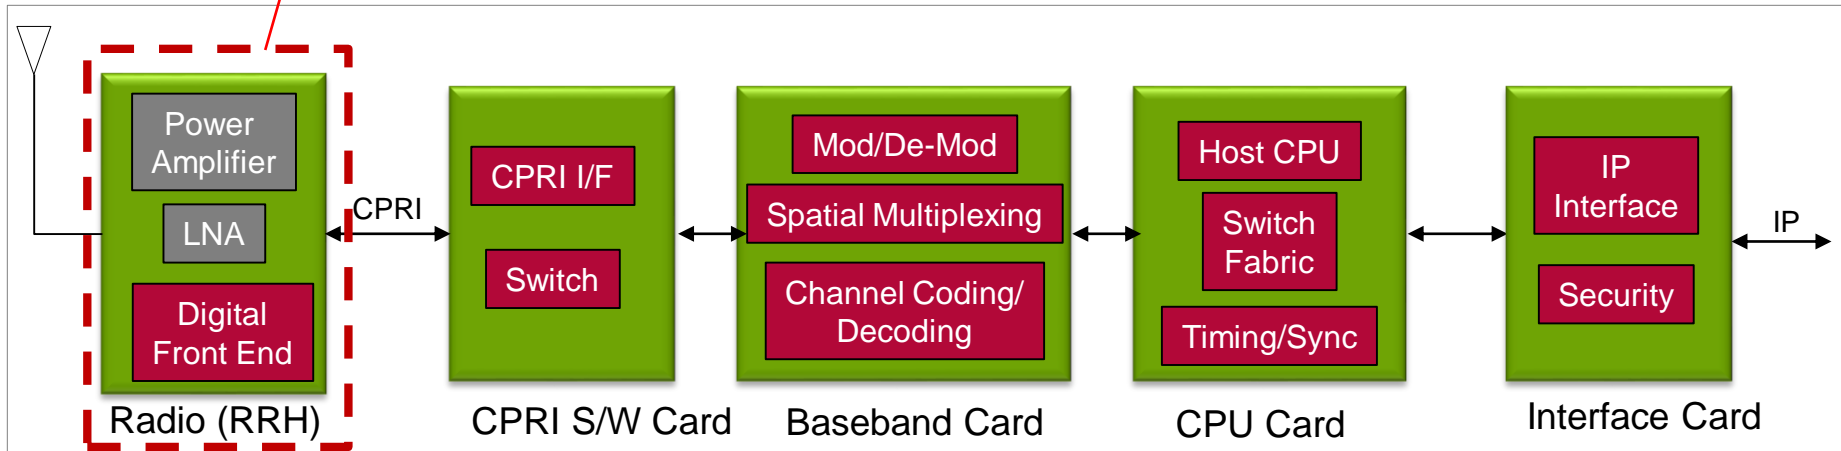 Power
Amplifier
LNA
Digital
Front End
Radio (RRH)
CPRI
CPRI I/F
Switch
CPRI S/W Card
Mod/De-Mod
Spatial Multiplexing
Channel Coding/
Decoding
Baseband Card
Host CPU
Switch
Fabric
Timing/Sync
CPU Card
IP
Interface
Security
Interface Card
IP